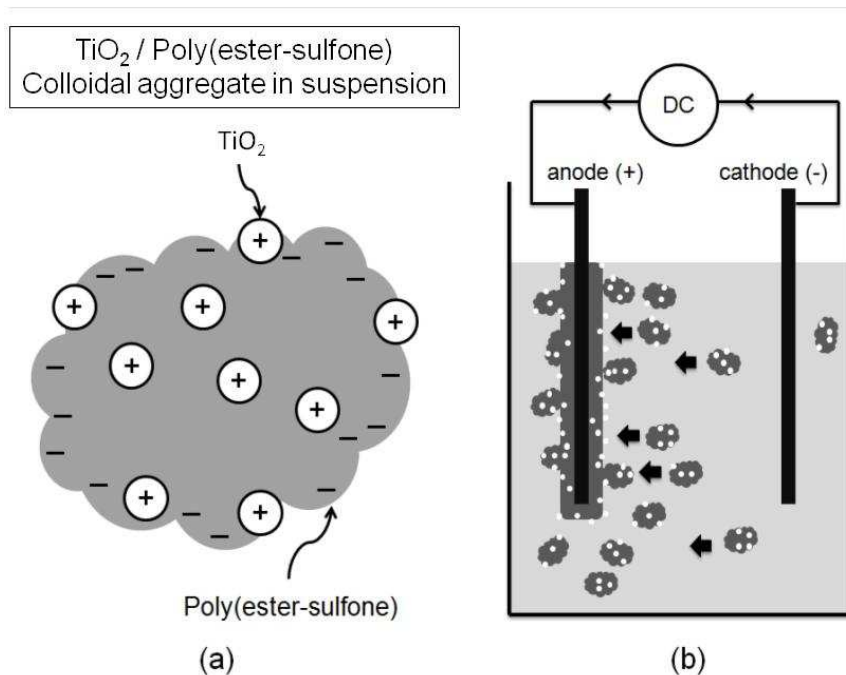 TiO₂ / Poly(ester-sulfone)
Colloidal aggregate in suspension
TiO₂
+
+
+
+
+
+
+
+
+
−
−
−
−
−
−
−
−
−
−
−
−
−
−
Poly(ester-sulfone)
(a)
DC
anode (+)
cathode (-)
(b)